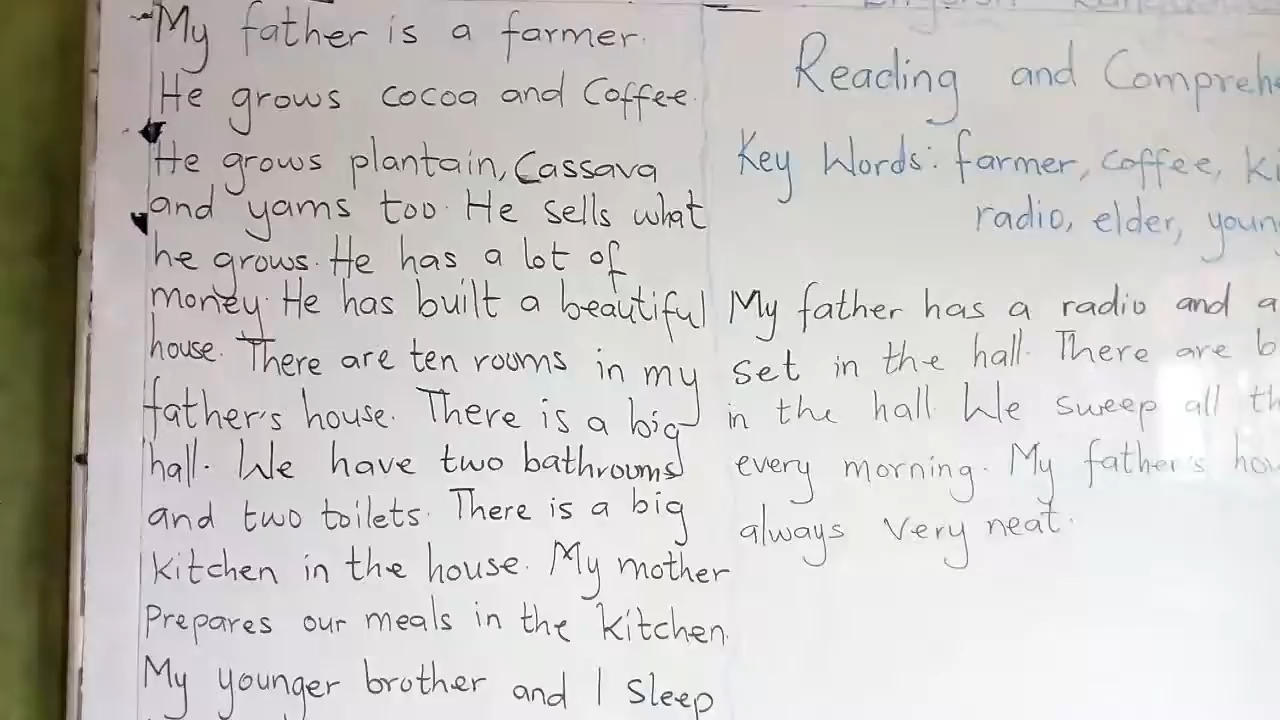 My father is a farmer.
He grows cocoa and Coffee.
He grows plantain, Cassava
and yams too. He sells what
he grows. He has a lot of
money. He has built a beautiful
house. There are ten rooms in my
father's house. There is a big
hall. We have two bathrooms
and two toilets. There is a big
Kitchen in the house. My mother
Prepares our meals in the Kitchen.
My younger brother and I Sleep
Reading and
Key Words: farmer, coffee,
radio, elder,
My father has a radio and a
set in the hall. There are
in the hall. We sweep all
every morning. My father's
always very neat.